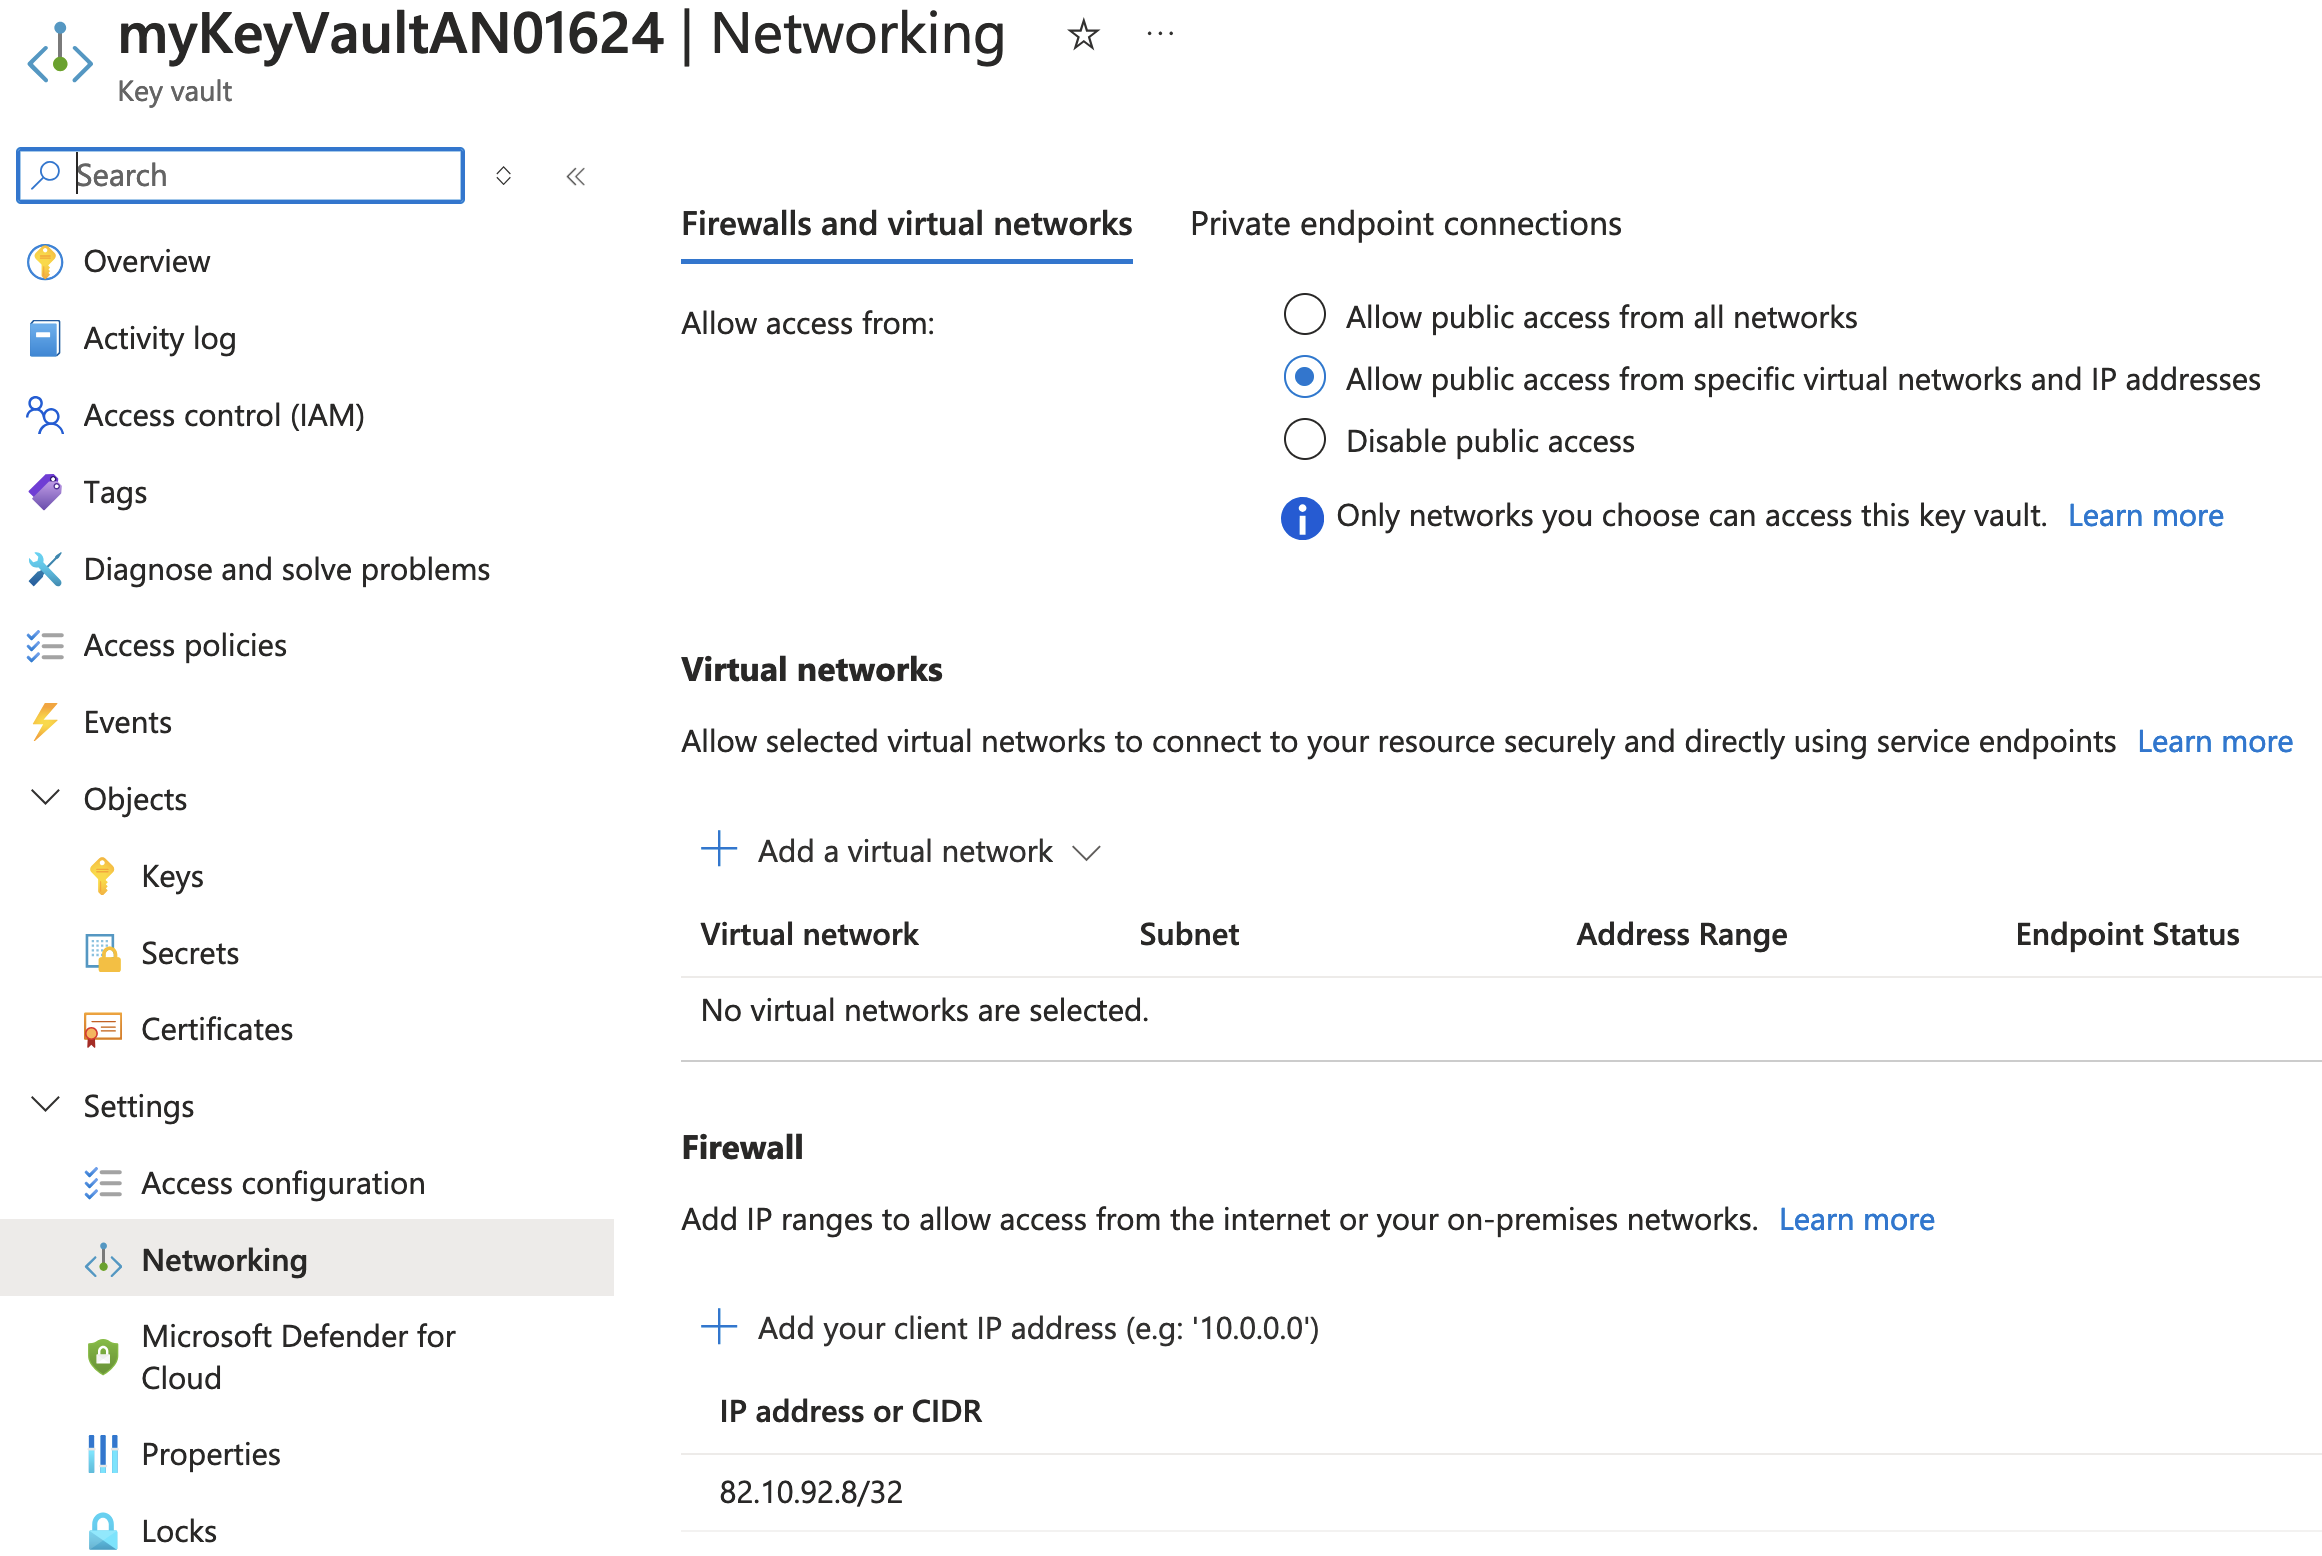 myKeyVaultAN01624 | Networking
Key vault
Search
Overview
Activity log
Access control (IAM)
Tags
Diagnose and solve problems
Access policies
Events
Objects
Keys
Secrets
Certificates
Settings
Access configuration
Networking
Microsoft Defender for
Cloud
Properties
Locks
Firewalls and virtual networks
Private endpoint connections
Allow access from:
Allow public access from all networks
Allow public access from specific virtual networks and IP addresses
Disable public access
Only networks you choose can access this key vault. Learn more
Virtual networks
Allow selected virtual networks to connect to your resource securely and directly using service endpoints Learn more
Add a virtual network
Virtual network Subnet Address Range Endpoint Status
No virtual networks are selected.
Firewall
Add IP ranges to allow access from the internet or your on-premises networks. Learn more
Add your client IP address (e.g: '10.0.0.0')
IP address or CIDR
82.10.92.8/32